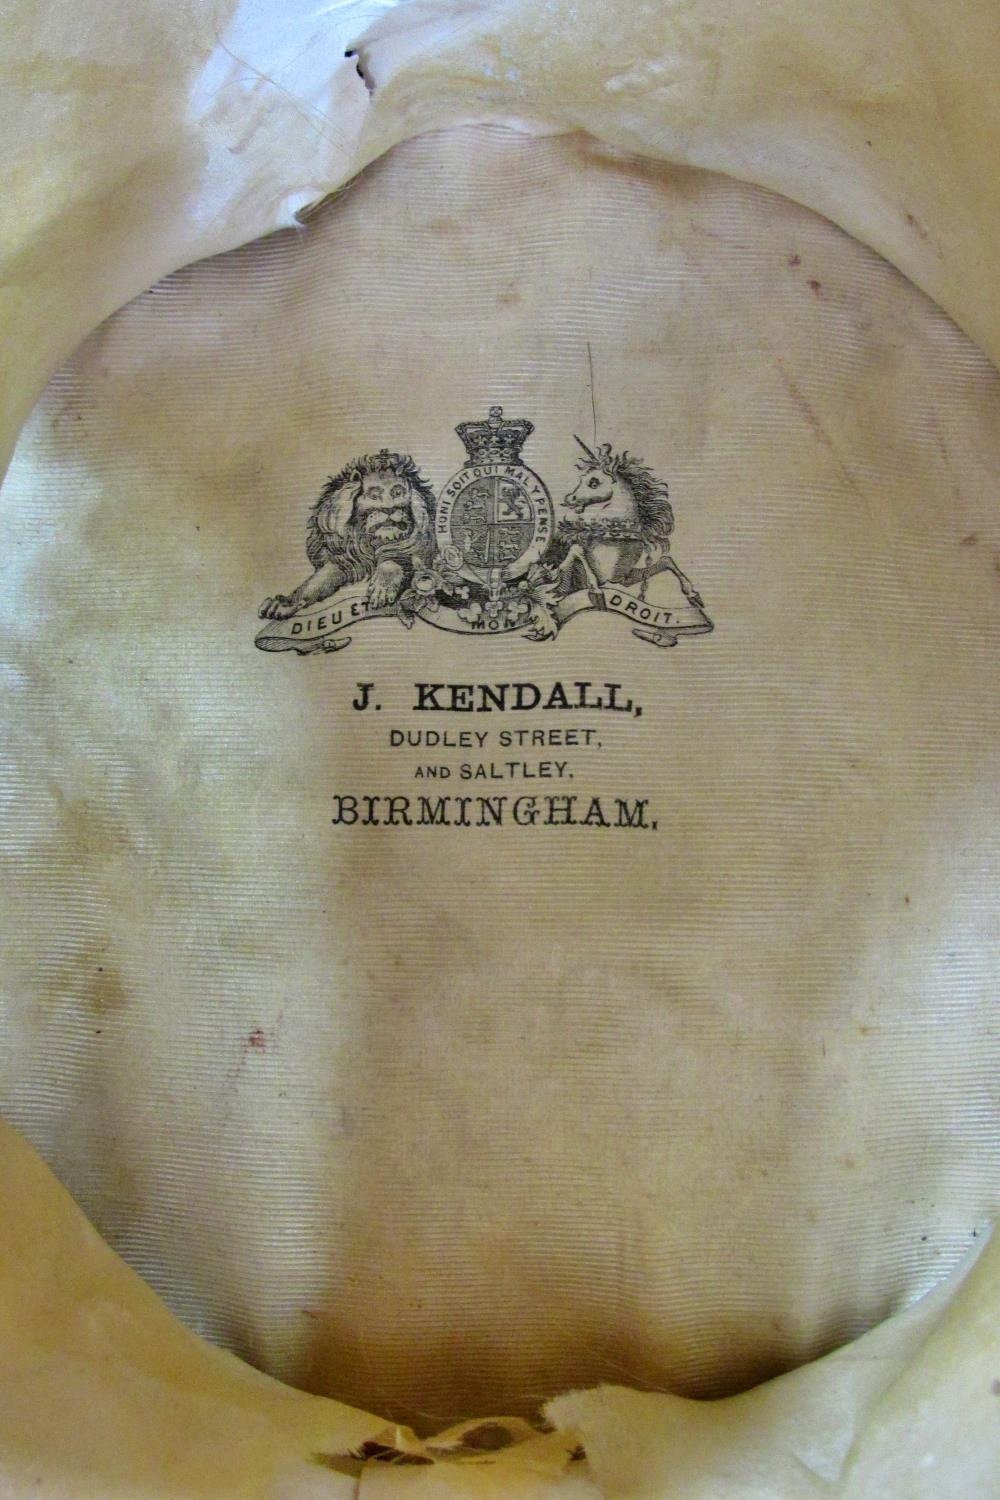 HONI SOIT QUI MAL Y PENSE
DIEU ET MON DROIT.
J. KENDALL,
DUDLEY STREET,
AND SALTLEY,
BIRMINGHAM,